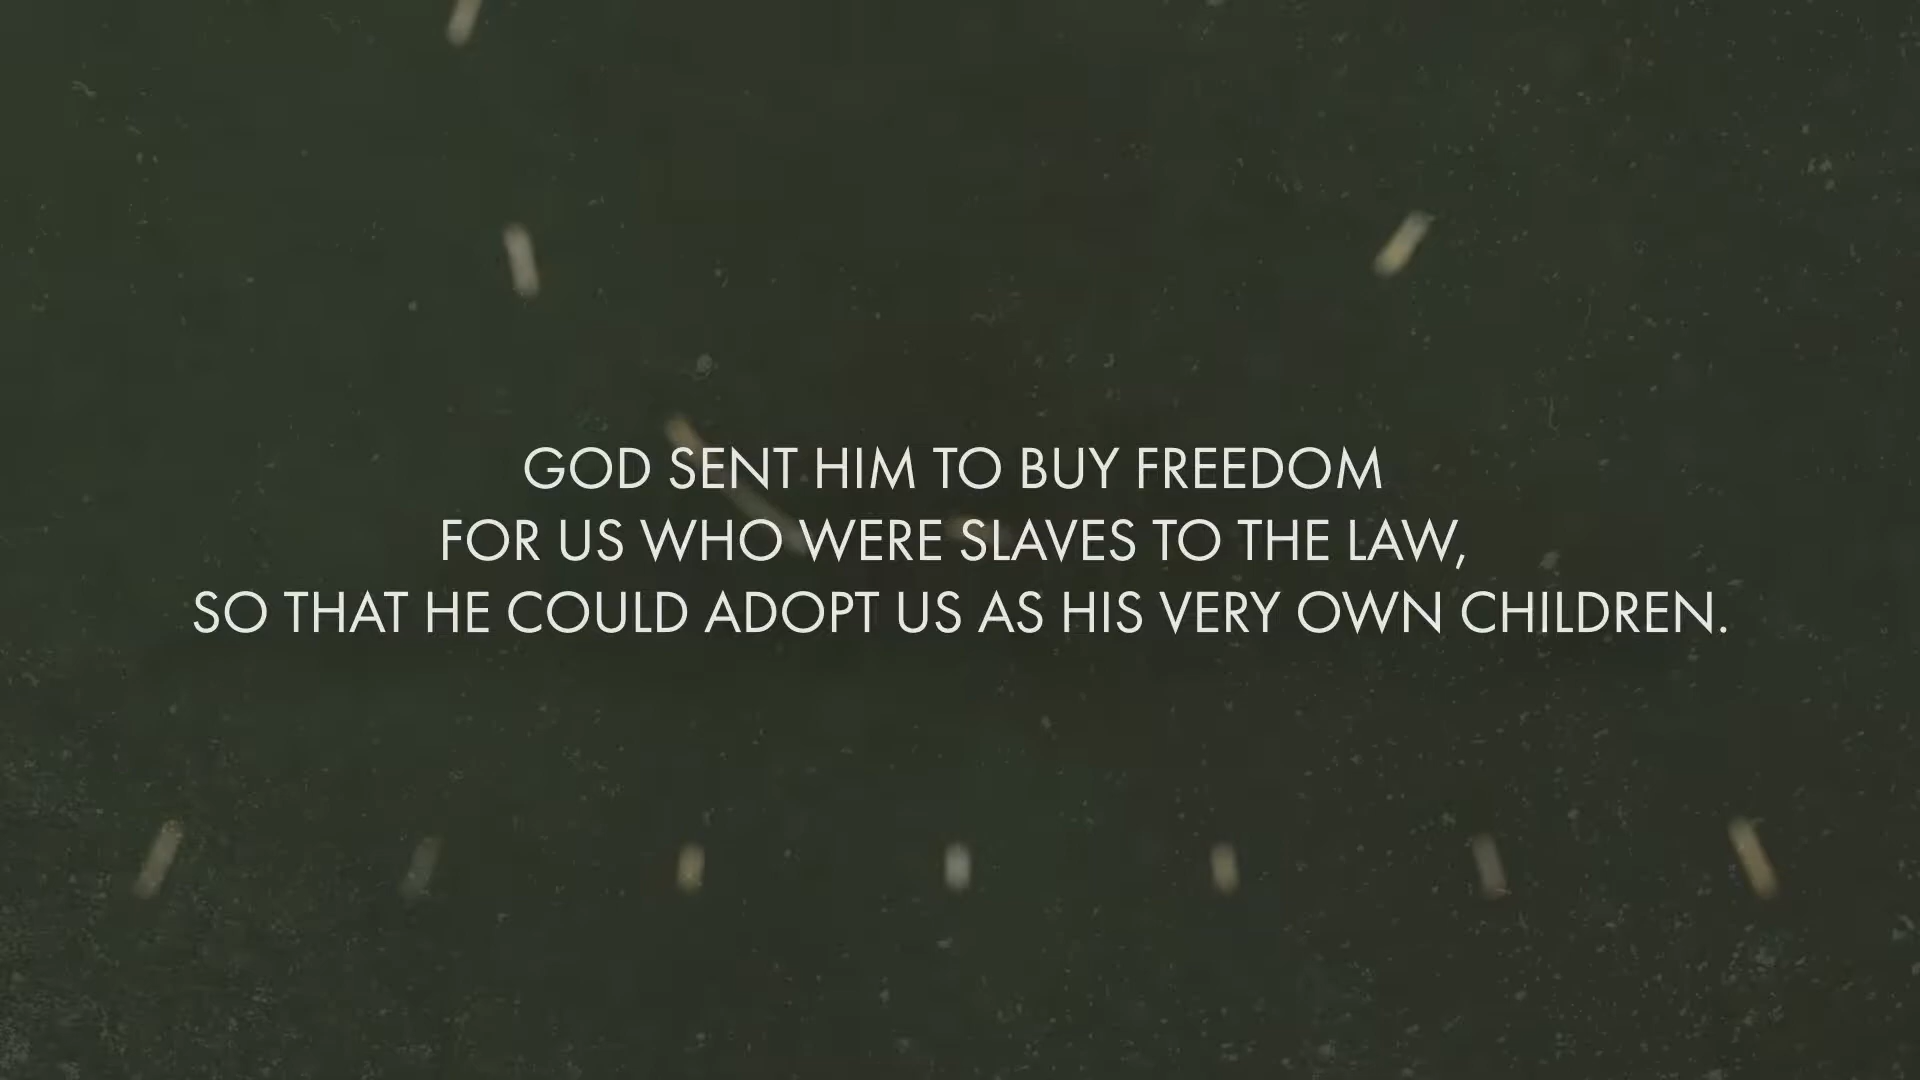 GOD SENT HIM TO BUY FREEDOM
FOR US WHO WERE SLAVES TO THE LAW,
SO THAT HE COULD ADOPT US AS HIS VERY OWN CHILDREN.